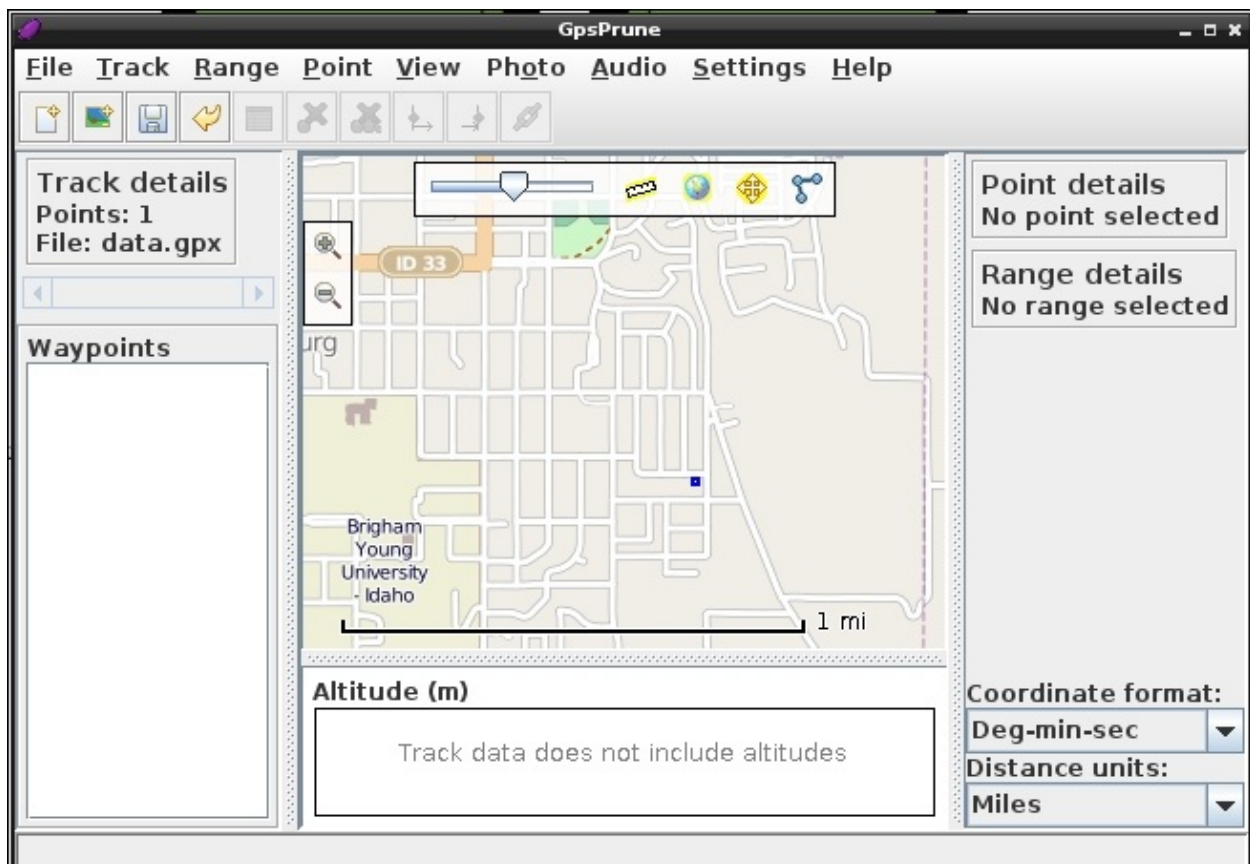 GpsPrune
File Track Range Point View Photo Audio Settings Help
Track details
Points: 1
File: data.gpx
Waypoints
ID 33
urg
Brigham
Young
University
- Idaho
1 mi
Altitude (m)
Track data does not include altitudes
Point details
No point selected
Range details
No range selected
Coordinate format:
Deg-min-sec
Distance units:
Miles